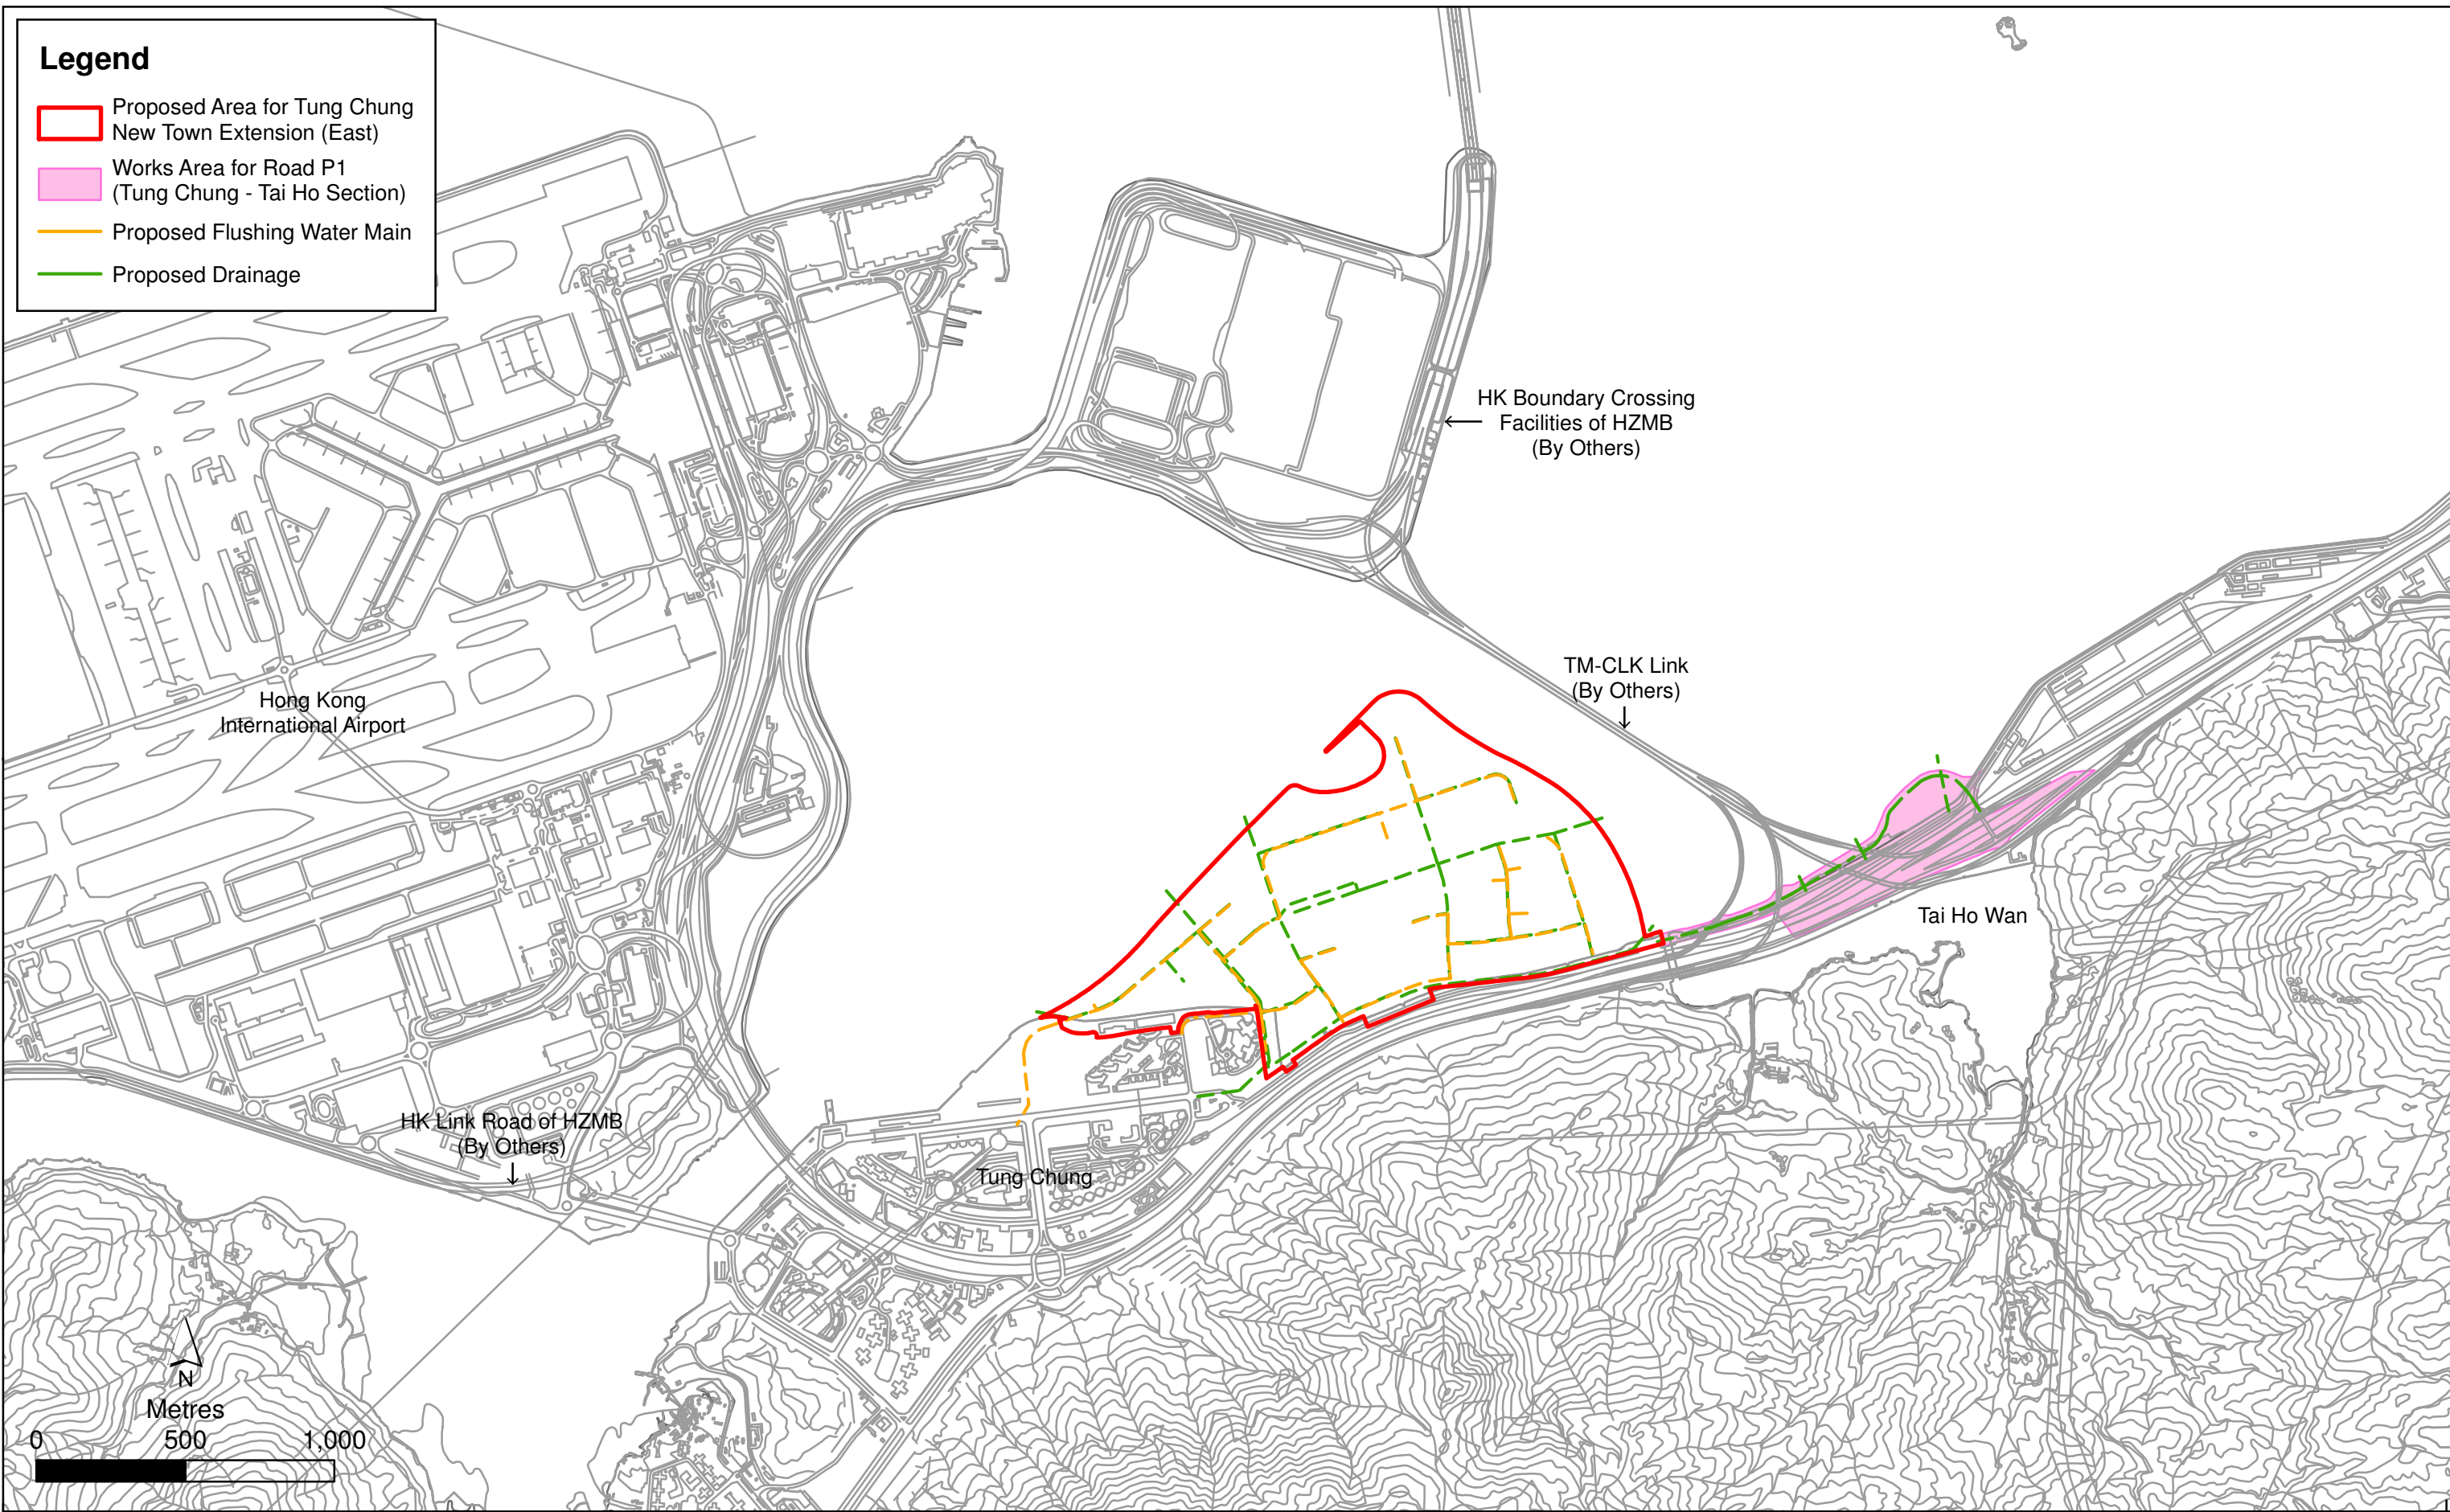 Legend
Proposed Area for Tung Chung
New Town Extension (East)
Works Area for Road P1
(Tung Chung - Tai Ho Section)
Proposed Flushing Water Main
Proposed Drainage
HK Boundary Crossing
Facilities of HZMB
(By Others)
TM-CLK Link
(By Others)
Hong Kong
International Airport
Tai Ho Wan
HK Link Road of HZMB
(By Others)
Tung Chung
N
Metres
0 500 1,000